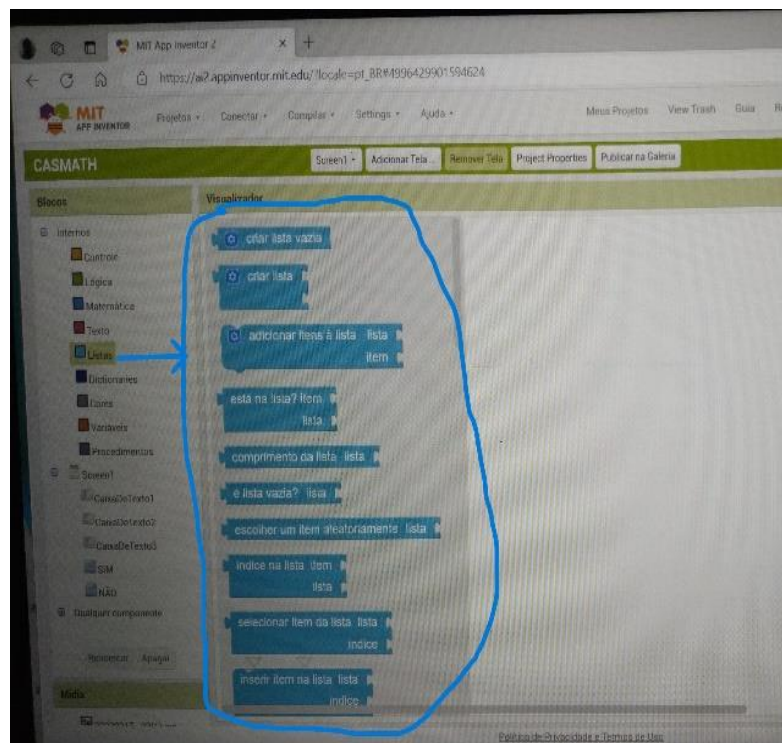 MIT App Inventor 2
https://ai2.appinventor.mit.edu/?locale=pt_BR#4996429901594624
MIT
APP INVENTOR
Projetos Conectar Compilar Settings Ajuda Meus Projetos View Trash Guia
CASMATH
Screen1 Adicionar Tela ... Remover Tela Project Properties Publicar na Galeria
Blocos
Visualizador
Internos
Controle
Lógica
Matemática
Texto
Listas
Dictionaries
Cores
Variáveis
Procedimentos
Screen1
CaixaDeTexto1
CaixaDeTexto2
CaixaDeTexto3
SIM
NÃO
Qualquer componente
Renomear Apagar
Mídia
criar lista vazia
criar lista
adicionar itens à lista lista
item
está na lista? item
lista
comprimento da lista lista
é lista vazia? lista
escolher um item aleatoriamente lista
índice na lista item
lista
selecionar item da lista lista
índice
inserir item na lista lista
índice
Política de Privacidade e Termos de Uso